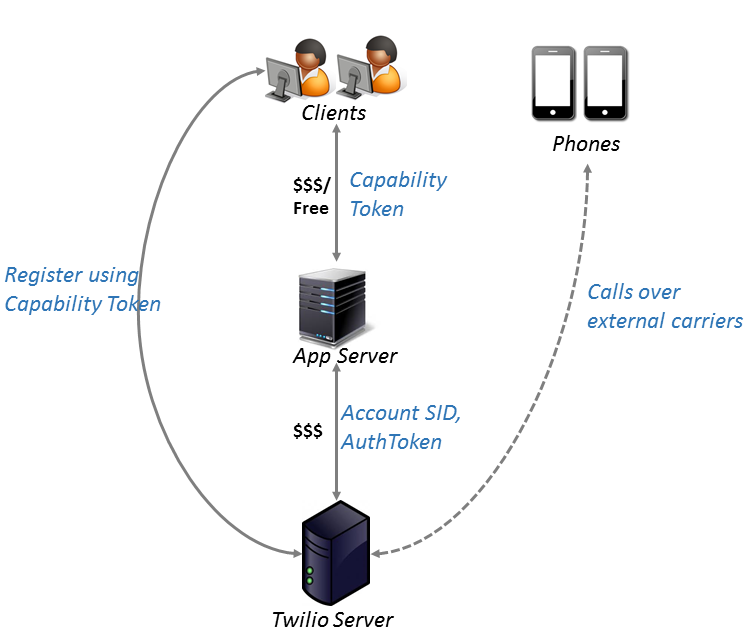 Clients
Phones
$$$/
Free
Capability
Token
Register using
Capability Token
Calls over
external carriers
App Server
$$$
Account SID,
AuthToken
Twilio Server